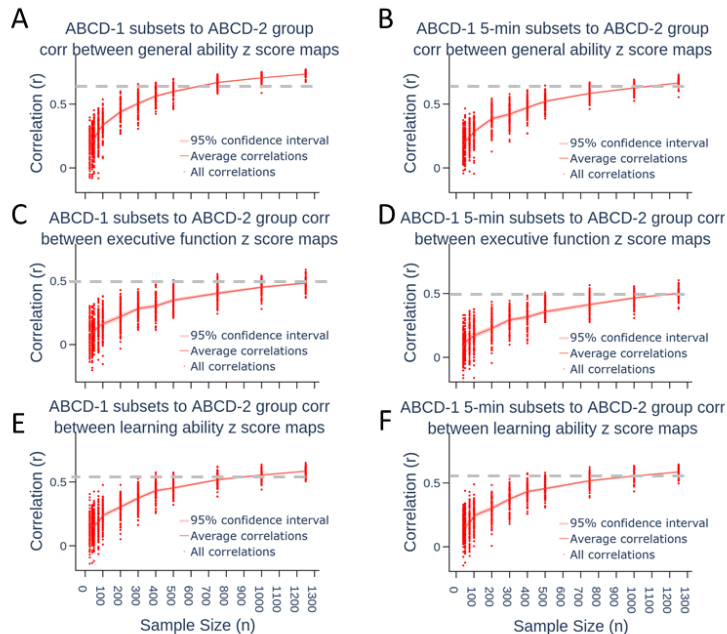 A
ABCD-1 subsets to ABCD-2 group
corr between general ability z score maps
Correlation (r)
0.5
0
95% confidence interval
Average correlations
All correlations
B
ABCD-1 5-min subsets to ABCD-2 group
corr between general ability z score maps
Correlation (r)
0.5
0
95% confidence interval
Average correlations
All correlations
C
ABCD-1 subsets to ABCD-2 group corr
between executive function z score maps
Correlation (r)
0.5
0
95% confidence interval
Average correlations
All correlations
D
ABCD-1 5-min subsets to ABCD-2 group corr
between executive function z score maps
Correlation (r)
0.5
0
95% confidence interval
Average correlations
All correlations
E
ABCD-1 subsets to ABCD-2 group corr
between learning ability z score maps
Correlation (r)
0.5
0
95% confidence interval
Average correlations
All correlations
0 100 200 300 400 500 600 700 800 900 1000 1100 1200 1300
Sample Size (n)
F
ABCD-1 5-min subsets to ABCD-2 group corr
between learning ability z score maps
Correlation (r)
0.5
0
95% confidence interval
Average correlations
All correlations
0 100 200 300 400 500 600 700 800 900 1000 1100 1200 1300
Sample Size (n)